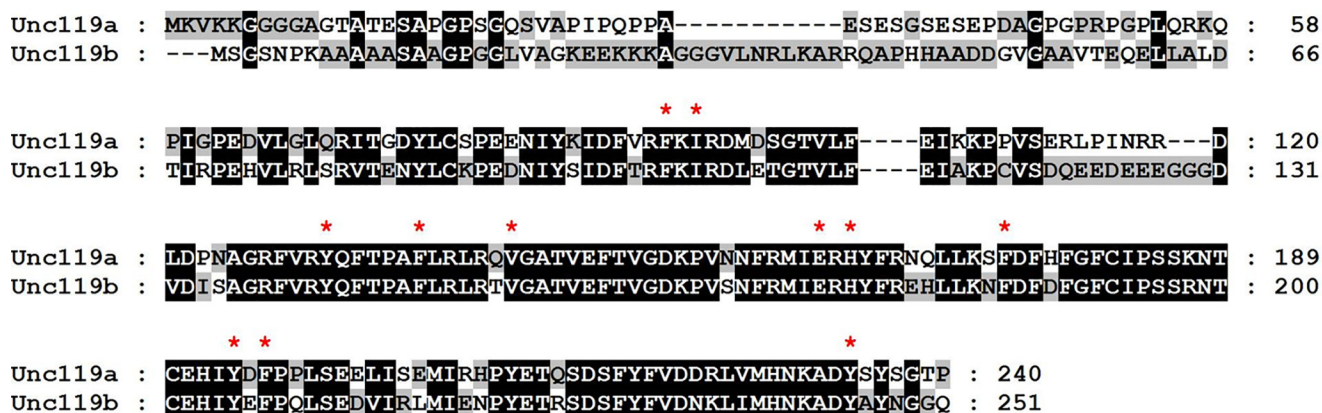 * *
Unc119a : MKVKKGGGGAGTATESAPGPSGQSVAPIPQPPA-----------ESESGSESEPDAGPGPRPGPLQRKQ : 58
Unc119b : ---MSGSNPKAAAAASAAGPGGLVAGKEEKKKAGGGVLNRLKARRQAPHHAADDGVGAAVTEQELLALD : 66
* *
Unc119a : PIGPEDVLGLQRITGDYLCSPEENIYKIDFVRFKIRDMDSGTVLF----EIKKPPVSERLPINRR---D : 120
Unc119b : TIRPEHVLRLSRVTENYLCKPEDNIYSIDFTRFKIRDLETGTVLF----EIAKPCVSDQEEDEEEGGGD : 131
* * * * * *
Unc119a : LDPNAGRFVRYQFTPAFLRLRQVGATVEFTVGDKPVNNFRMIERHYFRNQLLKSFDFHFGFCIPSSKNT : 189
Unc119b : VDISAGRFVRYQFTPAFLRLRTVGATVEFTVGDKPVSNFRMIERHYFREHLLKNFDFDFGFCIPSSRNT : 200
* * *
Unc119a : CEHIYDFPPLSEELISEMIRHPYETQSDSFYFVDDRLVMHNKADYSYSGTP : 240
Unc119b : CEHIYEFPQLSEDVIRLMIENPYETRSDSFYFVDNKLIMHNKADYAYNGGQ : 251